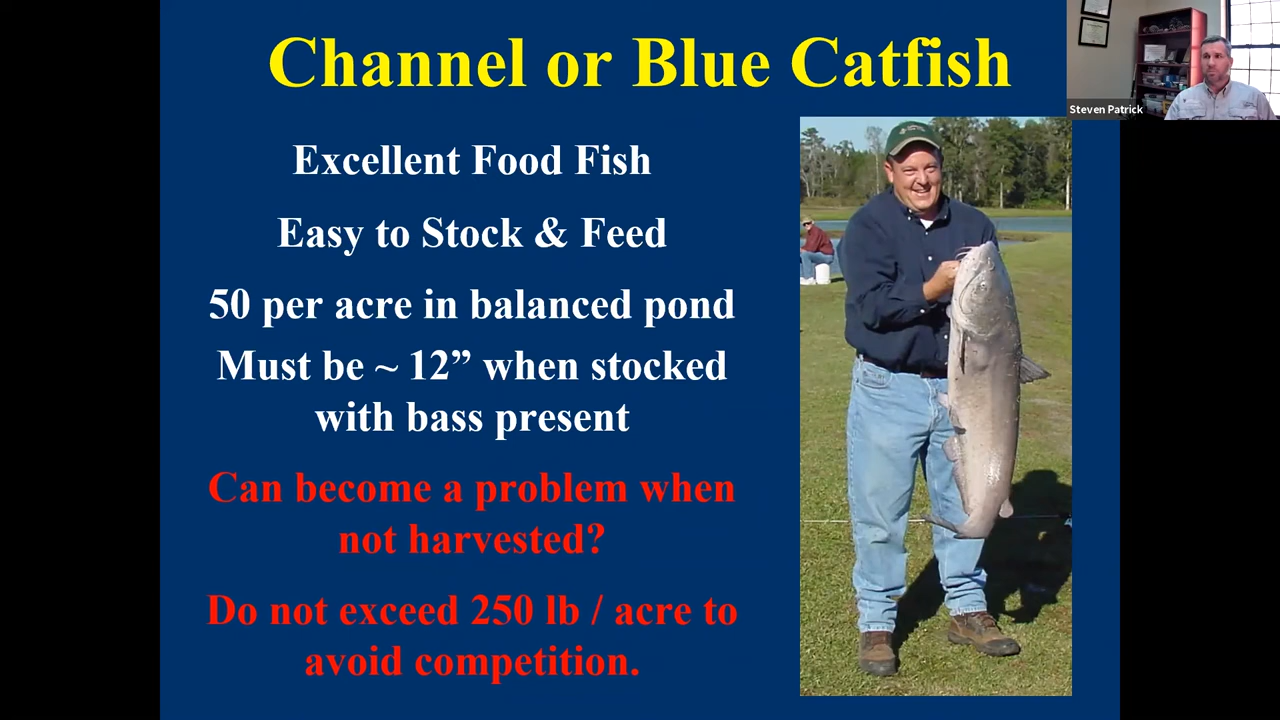 Channel or Blue Catfish
Steven Patrick
Excellent Food Fish
Easy to Stock & Feed
50 per acre in balanced pond
Must be ~ 12” when stocked
with bass present
Can become a problem when
not harvested?
Do not exceed 250 lb / acre to
avoid competition.